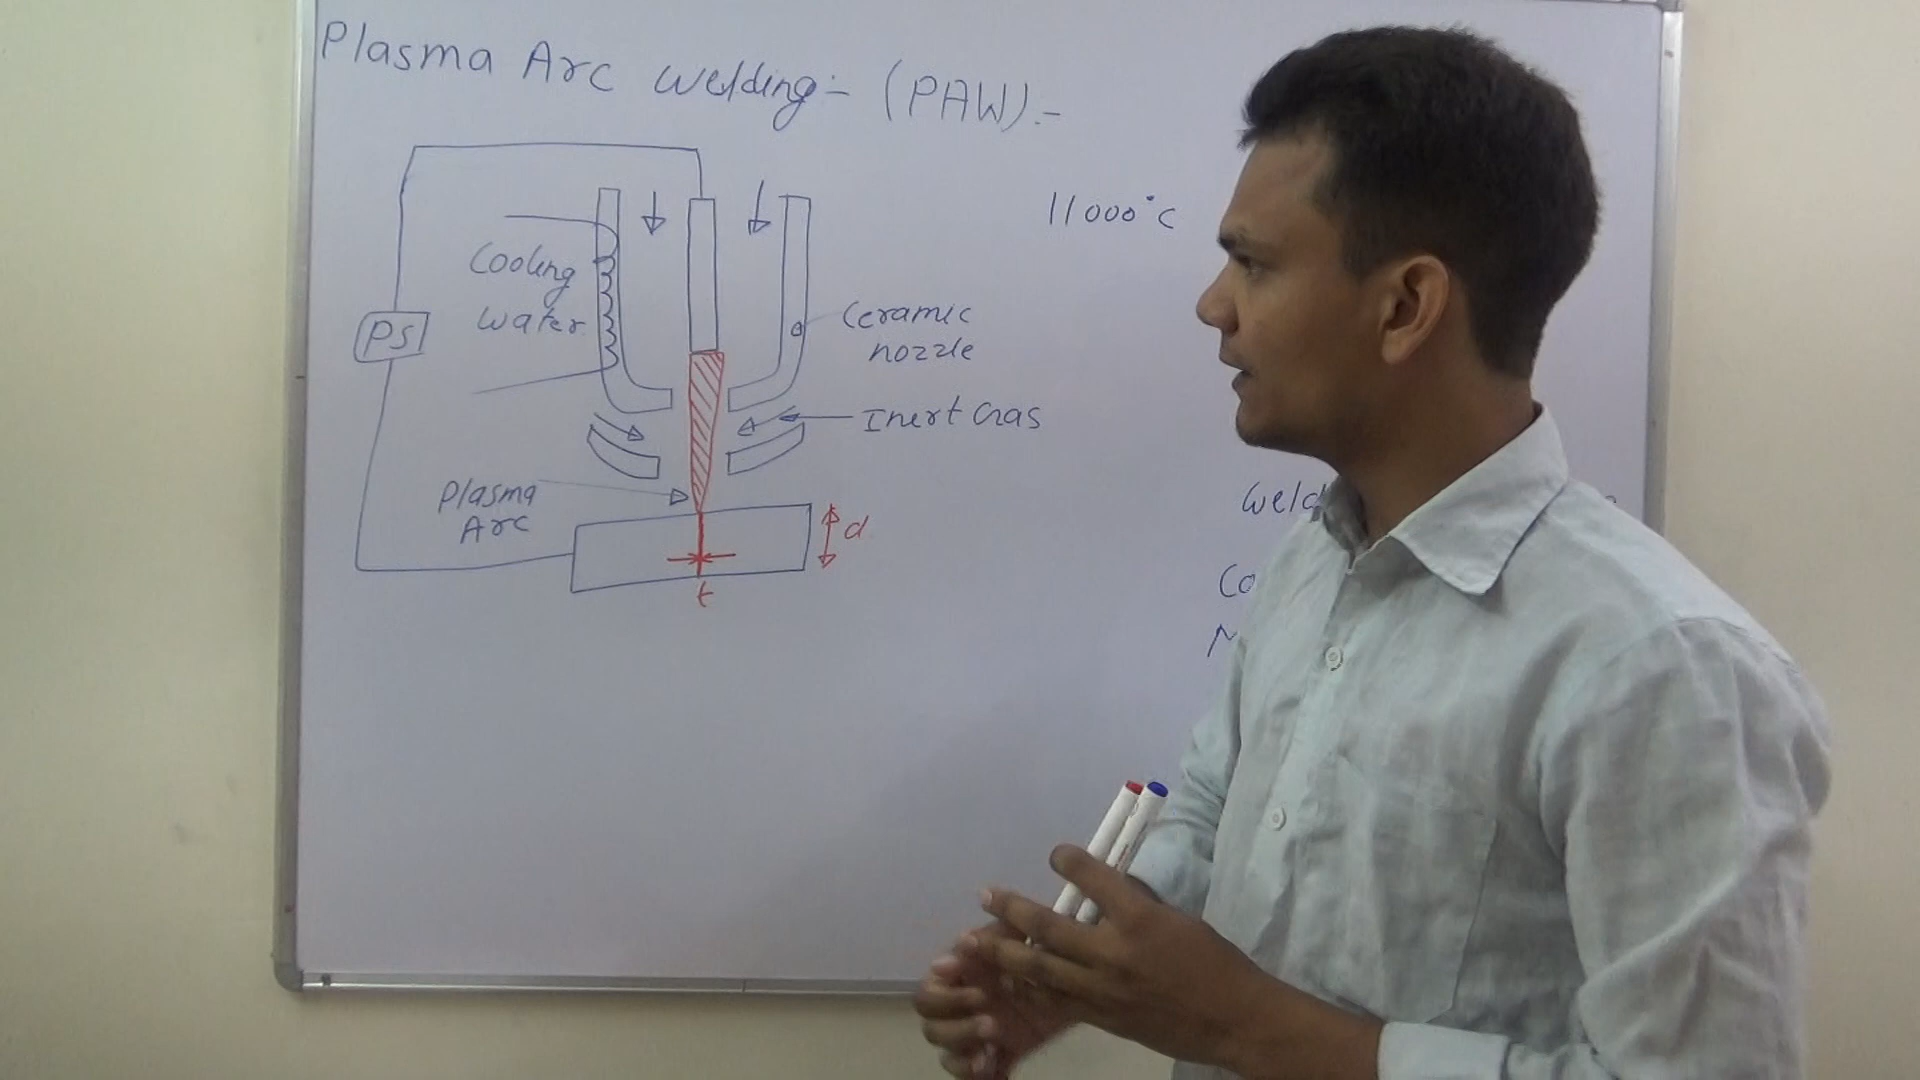 Plasma Arc Welding:- (PAW):-
11000°C
Cooling
water
PS
Ceramic
nozzle
Inert Gas
Plasma
Arc
d
t